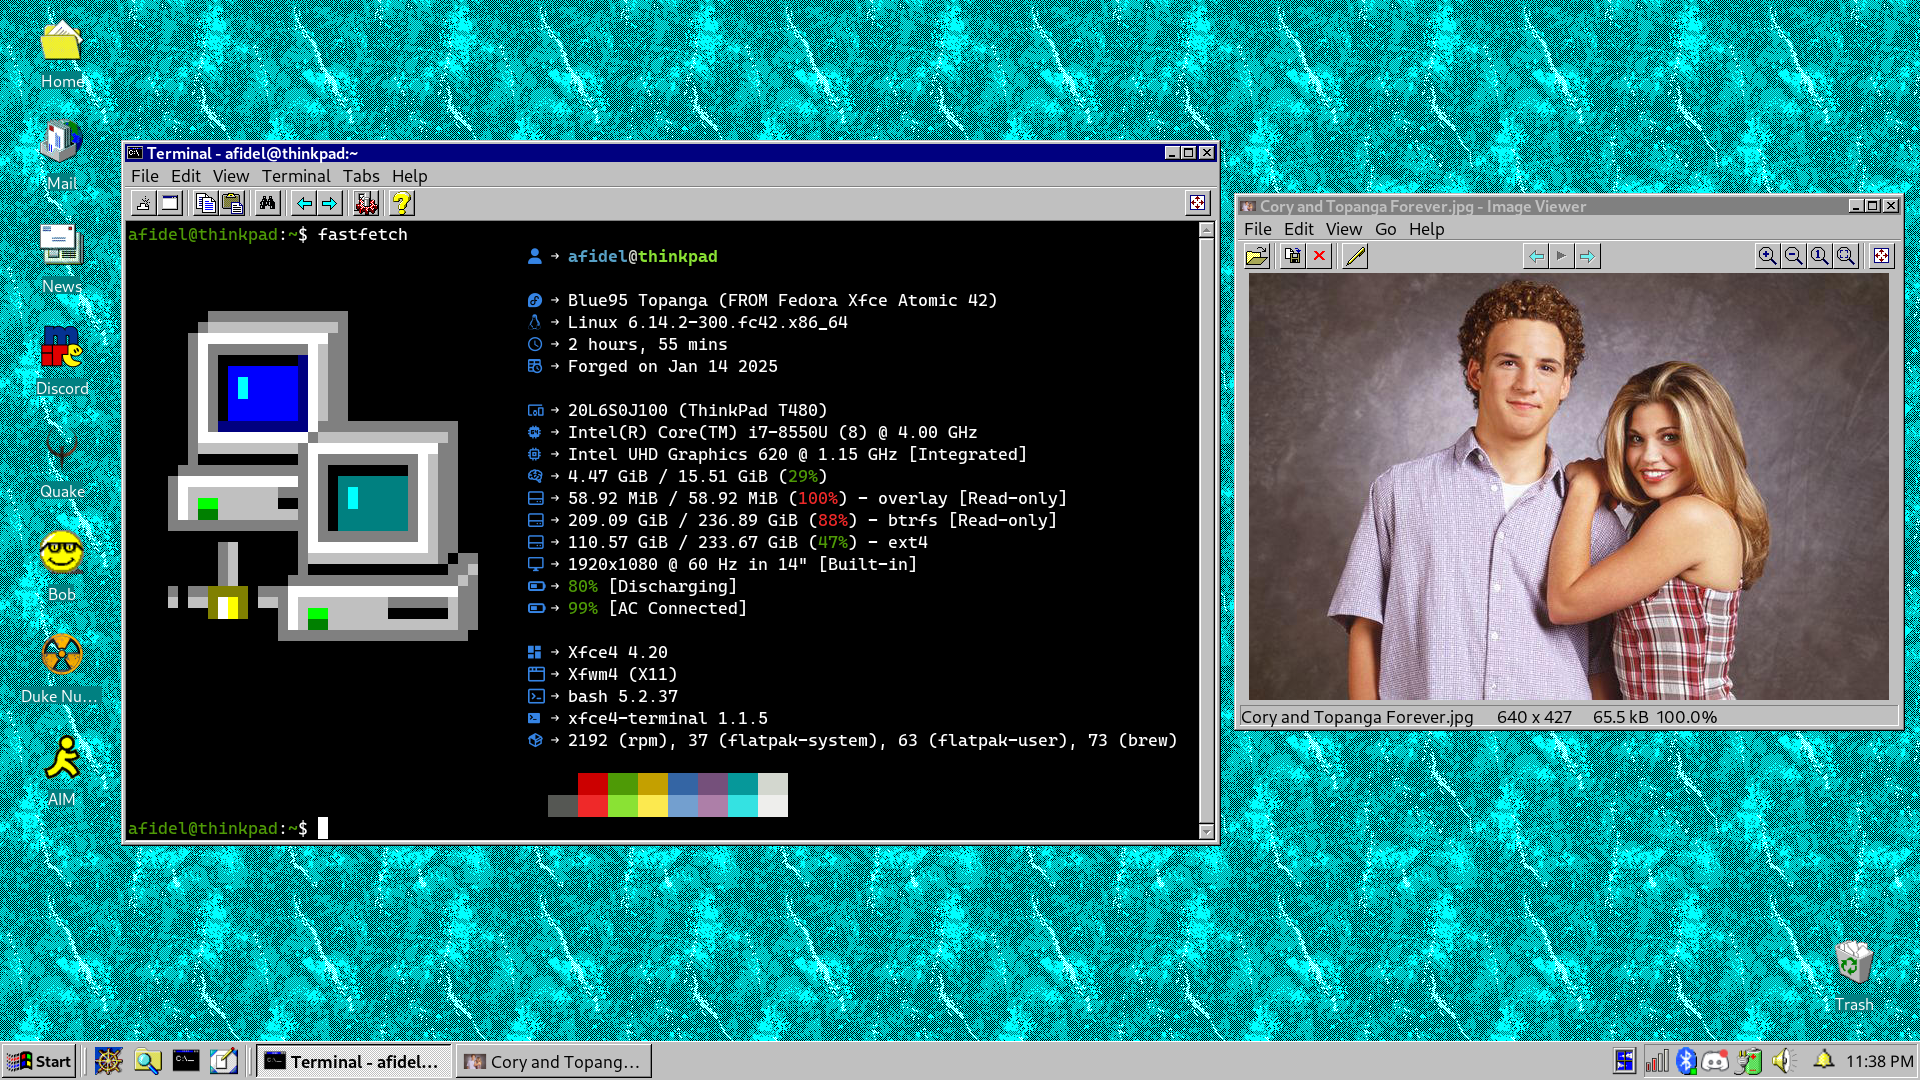 Home
Mail
News
Discord
Quake
Bob
Duke Nu...
AIM
Terminal - afidel@thinkpad:~
File Edit View Terminal Tabs Help
afidel@thinkpad:~$ fastfetch
afidel@thinkpad
Blue95 Topanga (FROM Fedora Xfce Atomic 42)
Linux 6.14.2-300.fc42.x86_64
2 hours, 55 mins
Forged on Jan 14 2025
20L6S0J100 (ThinkPad T480)
Intel(R) Core(TM) i7-8550U (8) @ 4.00 GHz
Intel UHD Graphics 620 @ 1.15 GHz [Integrated]
4.47 GiB / 15.51 GiB (29%)
58.92 MiB / 58.92 MiB (100%) - overlay [Read-only]
209.09 GiB / 236.89 GiB (88%) - btrfs [Read-only]
110.57 GiB / 233.67 GiB (47%) - ext4
1920x1080 @ 60 Hz in 14" [Built-in]
80% [Discharging]
99% [AC Connected]
Xfce4 4.20
Xfwm4 (X11)
bash 5.2.37
xfce4-terminal 1.1.5
2192 (rpm), 37 (flatpak-system), 63 (flatpak-user), 73 (brew)
afidel@thinkpad:~$
Cory and Topanga Forever.jpg - Image Viewer
File Edit View Go Help
Cory and Topanga Forever.jpg 640 x 427 65.5 kB 100.0%
Trash
Start
Terminal - afidel...
Cory and Topang...
11:38 PM